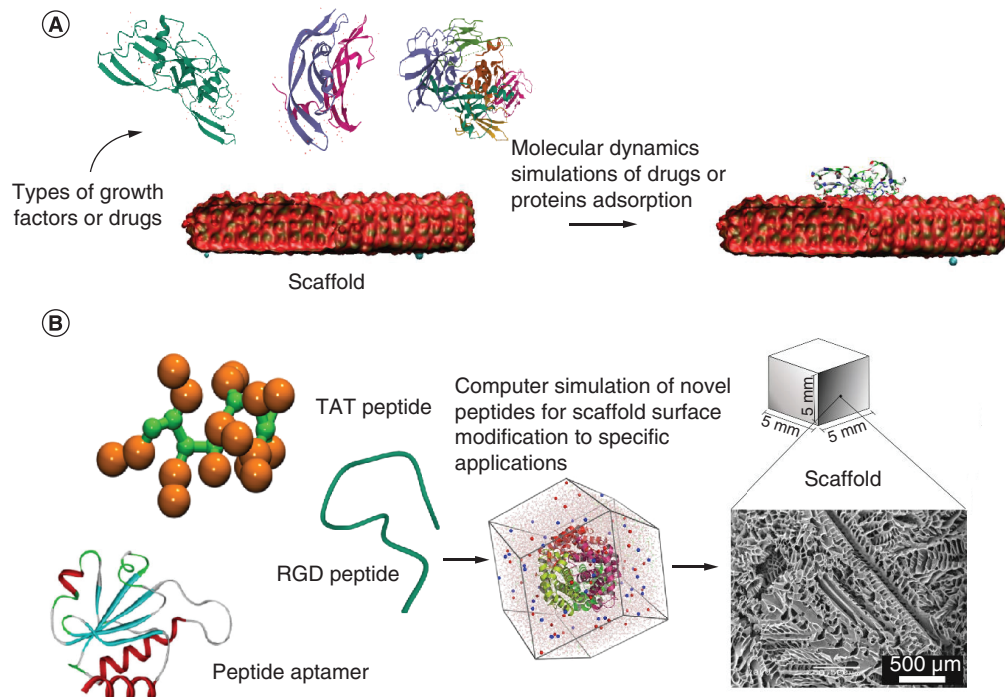 A
Types of growth
factors or drugs
Scaffold
Molecular dynamics
simulations of drugs or
proteins adsorption
B
TAT peptide
RGD peptide
Peptide aptamer
Computer simulation of novel
peptides for scaffold surface
modification to specific
applications
5 mm
5 mm
5 mm
Scaffold
500 µm